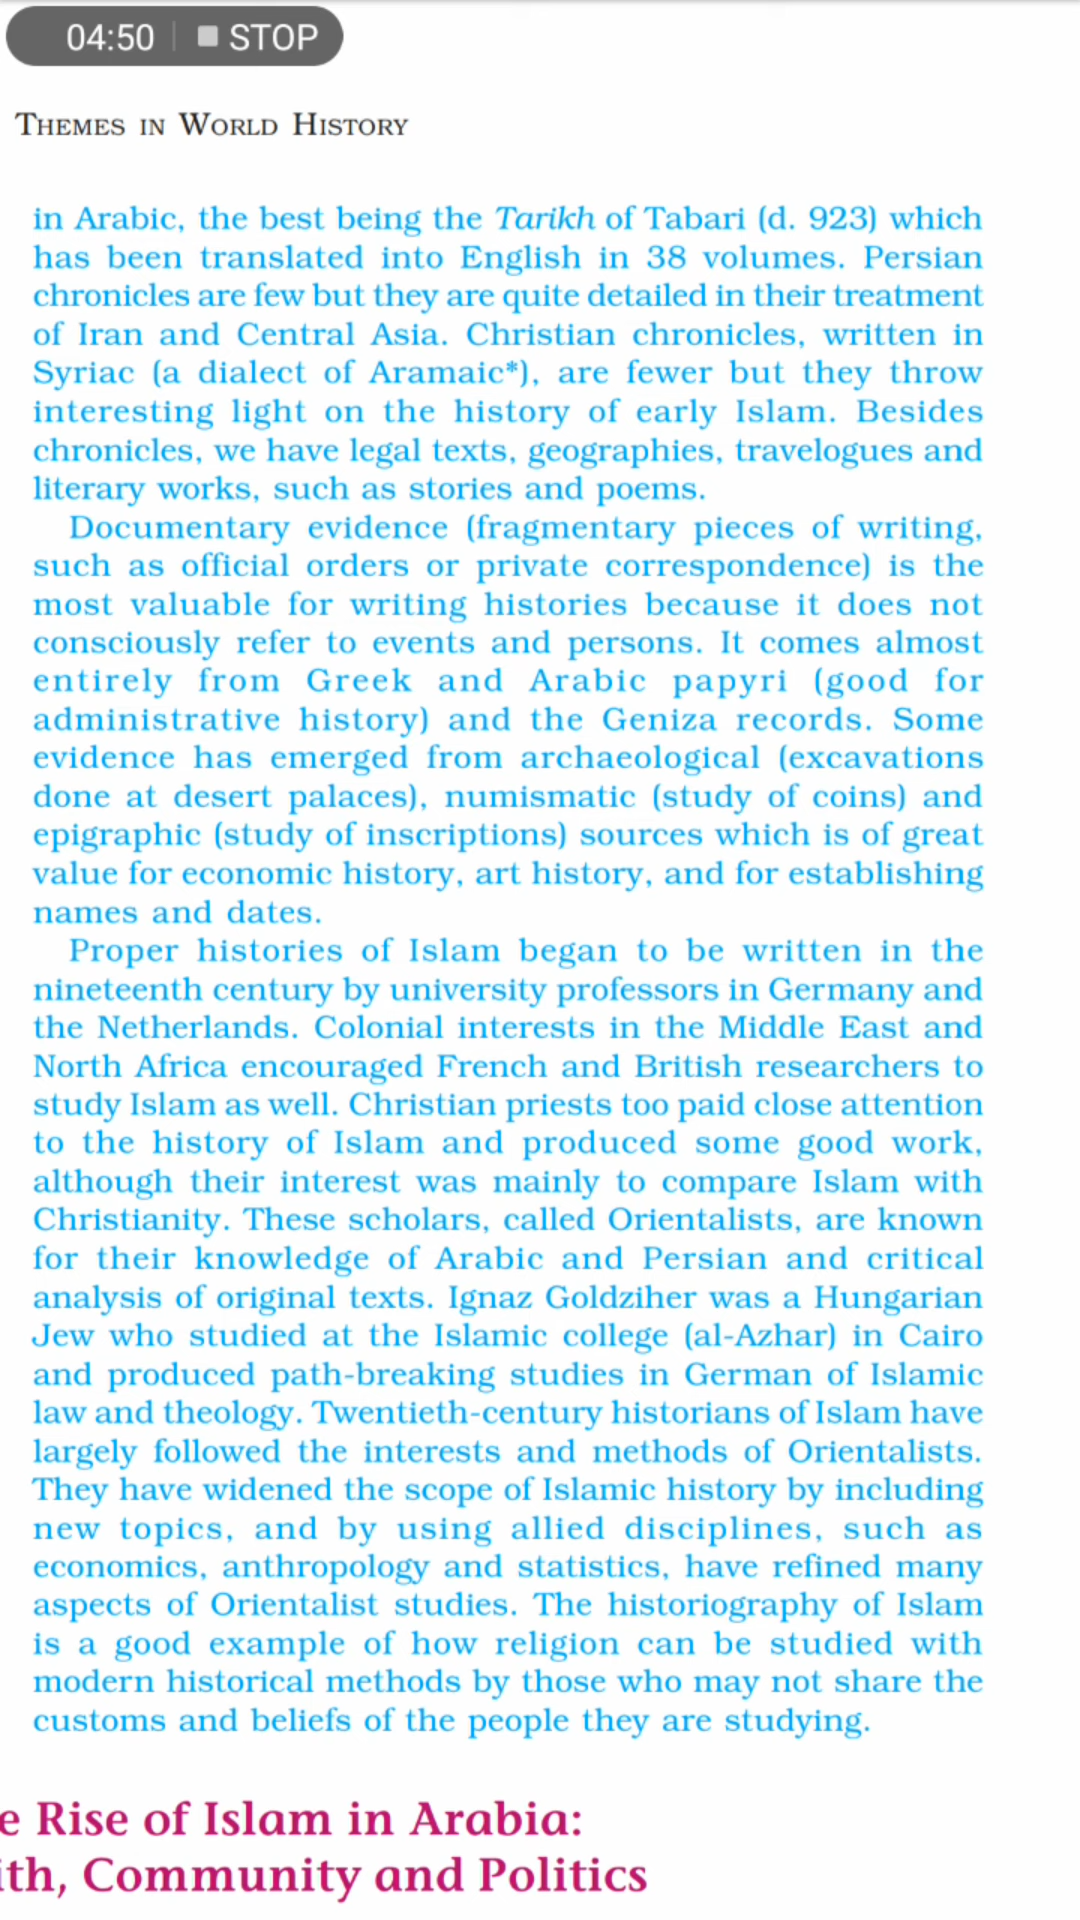 04:50 STOP
THEMES IN WORLD HISTORY
in Arabic, the best being the Tarikh of Tabari (d. 923) which
has been translated into English in 38 volumes. Persian
chronicles are few but they are quite detailed in their treatment
of Iran and Central Asia. Christian chronicles, written in
Syriac (a dialect of Aramaic*), are fewer but they throw
interesting light on the history of early Islam. Besides
chronicles, we have legal texts, geographies, travelogues and
literary works, such as stories and poems.
Documentary evidence (fragmentary pieces of writing,
such as official orders or private correspondence) is the
most valuable for writing histories because it does not
consciously refer to events and persons. It comes almost
entirely from Greek and Arabic papyri (good for
administrative history) and the Geniza records. Some
evidence has emerged from archaeological (excavations
done at desert palaces), numismatic (study of coins) and
epigraphic (study of inscriptions) sources which is of great
value for economic history, art history, and for establishing
names and dates.
Proper histories of Islam began to be written in the
nineteenth century by university professors in Germany and
the Netherlands. Colonial interests in the Middle East and
North Africa encouraged French and British researchers to
study Islam as well. Christian priests too paid close attention
to the history of Islam and produced some good work,
although their interest was mainly to compare Islam with
Christianity. These scholars, called Orientalists, are known
for their knowledge of Arabic and Persian and critical
analysis of original texts. Ignaz Goldziher was a Hungarian
Jew who studied at the Islamic college (al-Azhar) in Cairo
and produced path-breaking studies in German of Islamic
law and theology. Twentieth-century historians of Islam have
largely followed the interests and methods of Orientalists.
They have widened the scope of Islamic history by including
new topics, and by using allied disciplines, such as
economics, anthropology and statistics, have refined many
aspects of Orientalist studies. The historiography of Islam
is a good example of how religion can be studied with
modern historical methods by those who may not share the
customs and beliefs of the people they are studying.
e Rise of Islam in Arabia:
ith, Community and Politics